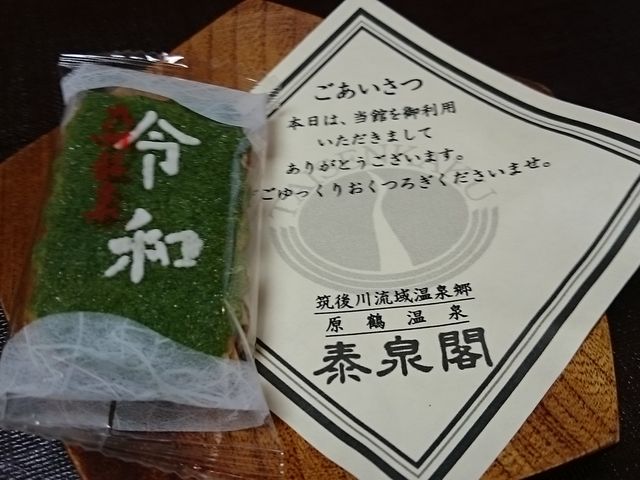 令和
ごあいさつ
本日は、当館を御利用
いただきまして
ありがとうございます。
どうごゆっくりおくつろぎくださいませ。
筑後川流域温泉郷
原鶴温泉
泰泉閣